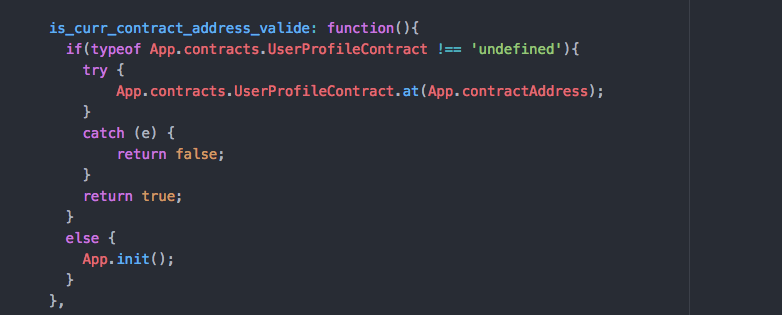 is_curr_contract_address_valide: function(){
if(typeof App.contracts.UserProfileContract !== 'undefined'){
try {
App.contracts.UserProfileContract.at(App.contractAddress);
}
catch (e) {
return false;
}
return true;
}
else {
App.init();
}
},